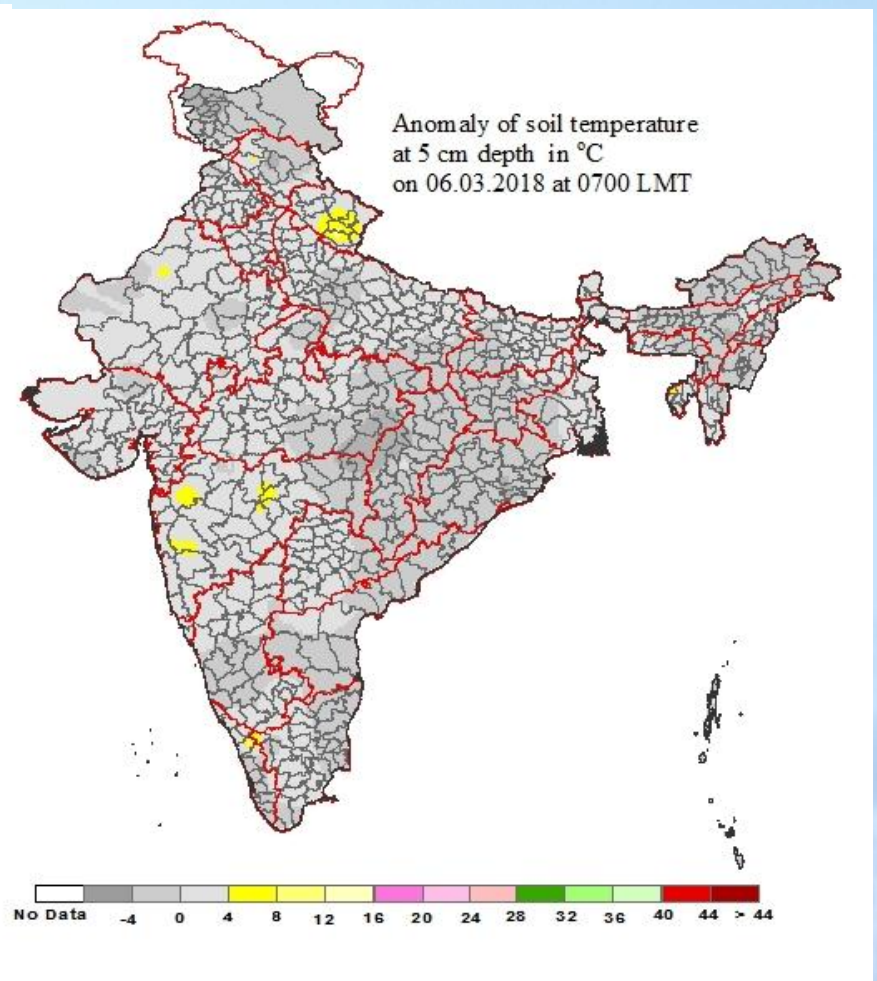 Anomaly of soil temperature
at 5 cm depth in °C
on 06.03.2018 at 0700 LMT
No Data -4 0 4 8 12 16 20 24 28 32 36 40 44 > 44